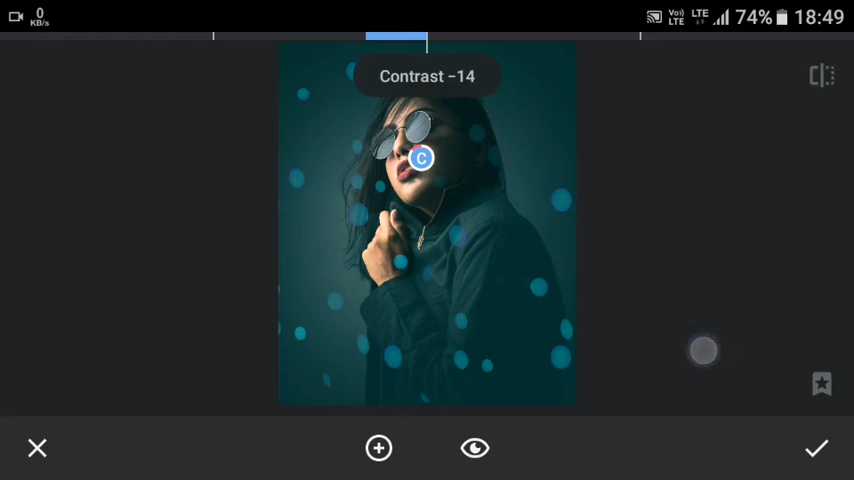 0
KB/s
Vo))
LTE
LTE
74%
18:49
Contrast -14
C